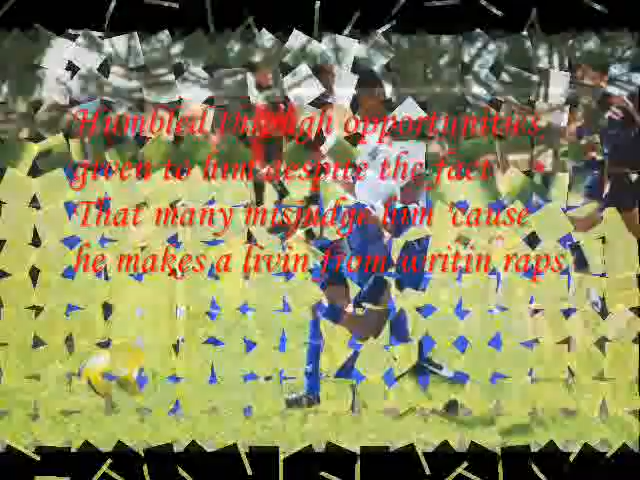 Humbled through opportunities
given to him despite the fact
That many misjudge him 'cause
he makes a livin from writin raps